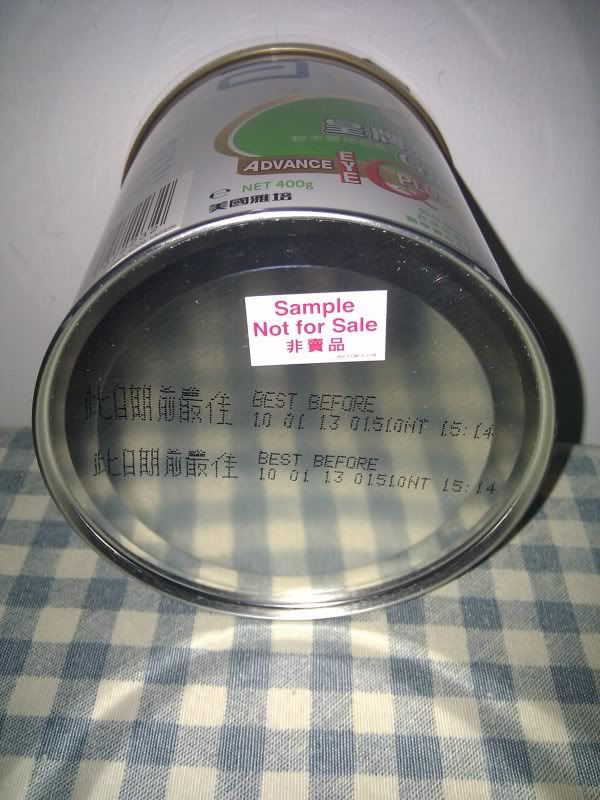 皇牌
ADVANCE
EYE
Q PLUS
℮ NET 400g
美國雅培
Sample
Not for Sale
非賣品
此日期前最佳 BEST BEFORE
10 01 13 01510NT 15:14
此日期前最佳 BEST BEFORE
10 01 13 01510NT 15:14